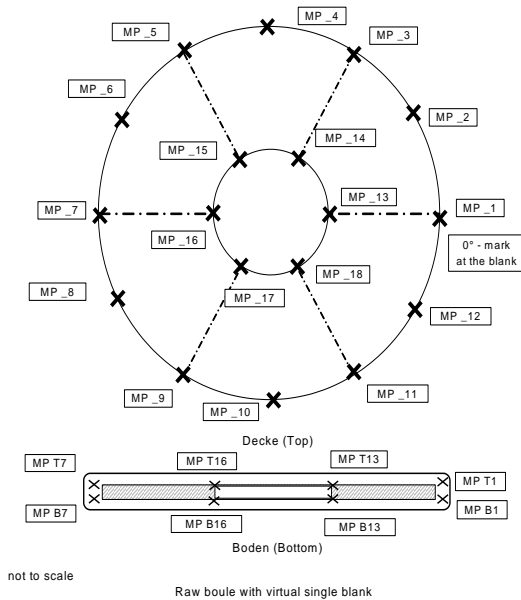 MP _4
MP _5
MP _3
MP _6
MP _2
MP _14
MP _15
MP _13
MP _7
MP _1
MP _16
0° - mark
at the blank
MP _18
MP _17
MP _8
MP _12
MP _11
MP _9
MP _10
Decke (Top)
MP T7
MP T16
MP T13
MP T1
MP B7
MP B16
MP B13
MP B1
Boden (Bottom)
not to scale
Raw boule with virtual single blank